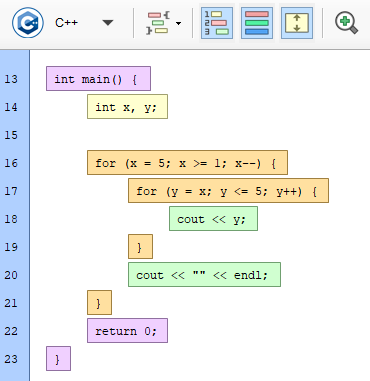 C++
13 int main() {
14 int x, y;
15
16 for (x = 5; x >= 1; x--) {
17 for (y = x; y <= 5; y++) {
18 cout << y;
19 }
20 cout << "" << endl;
21 }
22 return 0;
23 }